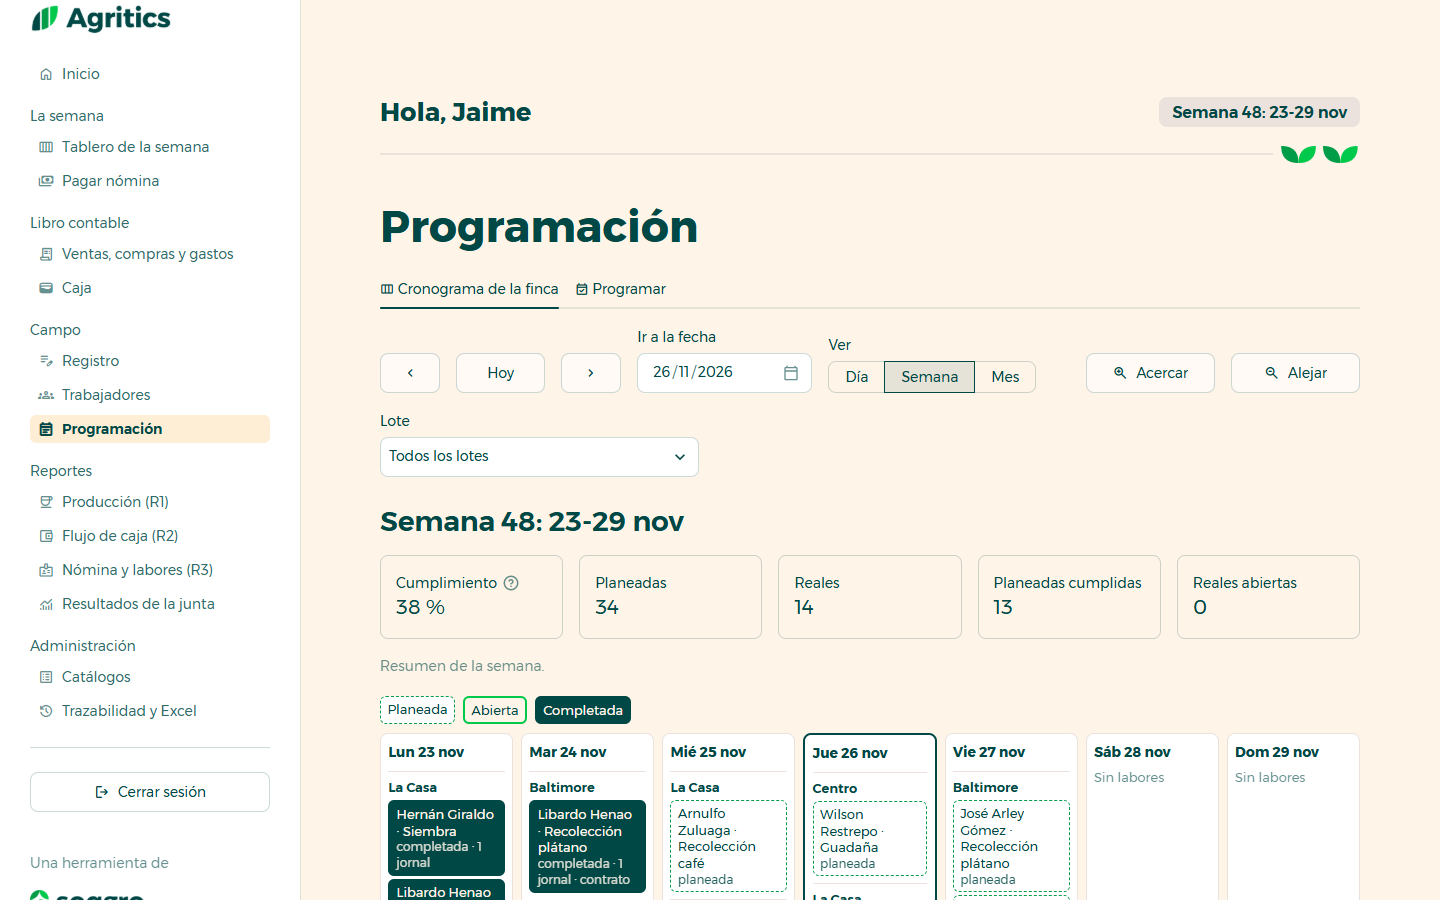 Agritics
Inicio
La semana
Tablero de la semana
Pagar nómina
Libro contable
Ventas, compras y gastos
Caja
Campo
Registro
Trabajadores
Programación
Reportes
Producción (R1)
Flujo de caja (R2)
Nómina y labores (R3)
Resultados de la junta
Administración
Catálogos
Trazabilidad y Excel
Cerrar sesión
Una herramienta de
Hola, Jaime
Semana 48: 23-29 nov
Programación
Cronograma de la finca
Programar
Hoy
Ir a la fecha
26/11/2026
Ver
Día
Semana
Mes
Acercar
Alejar
Lote
Todos los lotes
Semana 48: 23-29 nov
Cumplimiento
38 %
Planeadas
34
Reales
14
Planeadas cumplidas
13
Reales abiertas
0
Resumen de la semana.
Planeada
Abierta
Completada
Lun 23 nov
La Casa
Hernán Giraldo
· Siembra
completada · 1
jornal
Libardo Henao
Mar 24 nov
Baltimore
Libardo Henao
· Recolección
plátano
completada · 1
jornal · contrato
Mié 25 nov
La Casa
Arnulfo
Zuluaga ·
Recolección
café
planeada
Jue 26 nov
Centro
Wilson
Restrepo ·
Guadaña
planeada
La Casa
Vie 27 nov
Baltimore
José Arley
Gómez ·
Recolección
plátano
planeada
Sáb 28 nov
Sin labores
Dom 29 nov
Sin labores